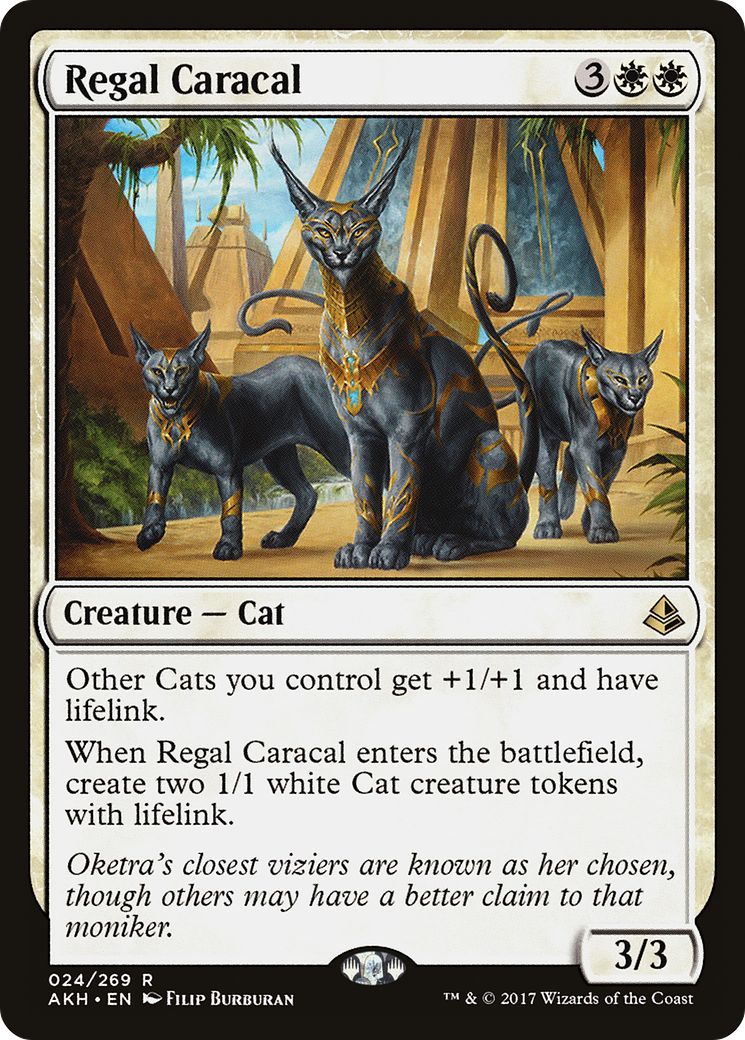 Regal Caracal 3
Creature — Cat
Other Cats you control get +1/+1 and have
lifelink.
When Regal Caracal enters the battlefield,
create two 1/1 white Cat creature tokens
with lifelink.
Oketra's closest viziers are known as her chosen,
though others may have a better claim to that
moniker.
3/3
024/269 R
AKH • EN Filip Burburan
™ & © 2017 Wizards of the Coast